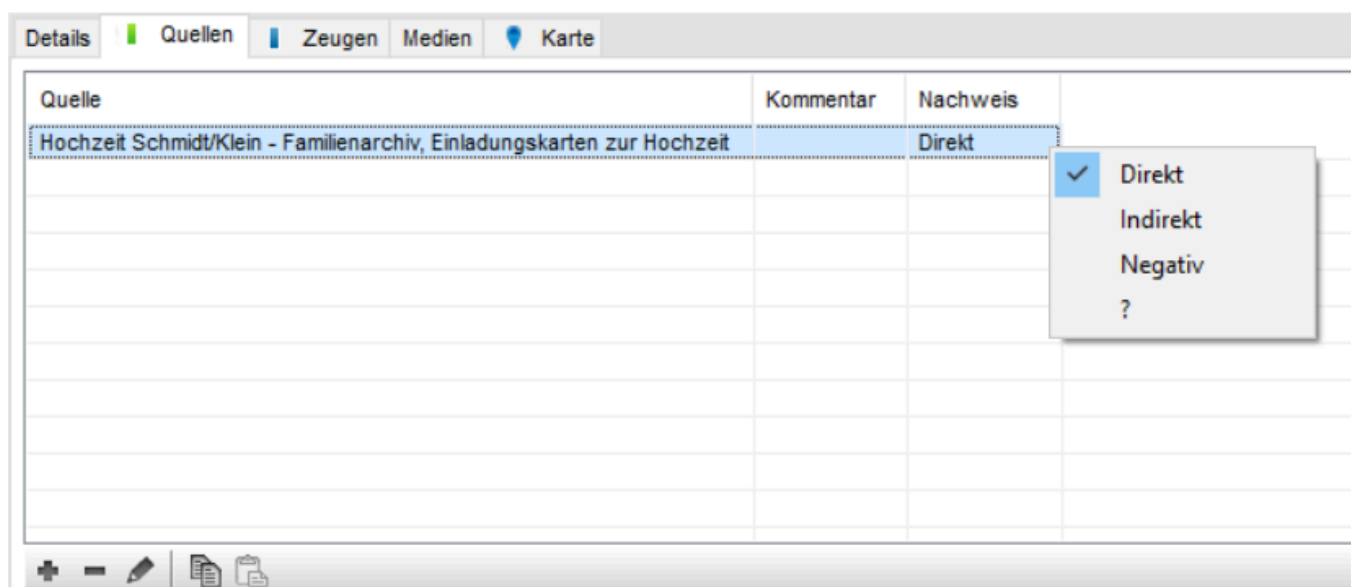 Details Quellen Zeugen Medien Karte
Quelle Kommentar Nachweis
Hochzeit Schmidt/Klein - Familienarchiv, Einladungskarten zur Hochzeit Direkt
Direkt
Indirekt
Negativ
?